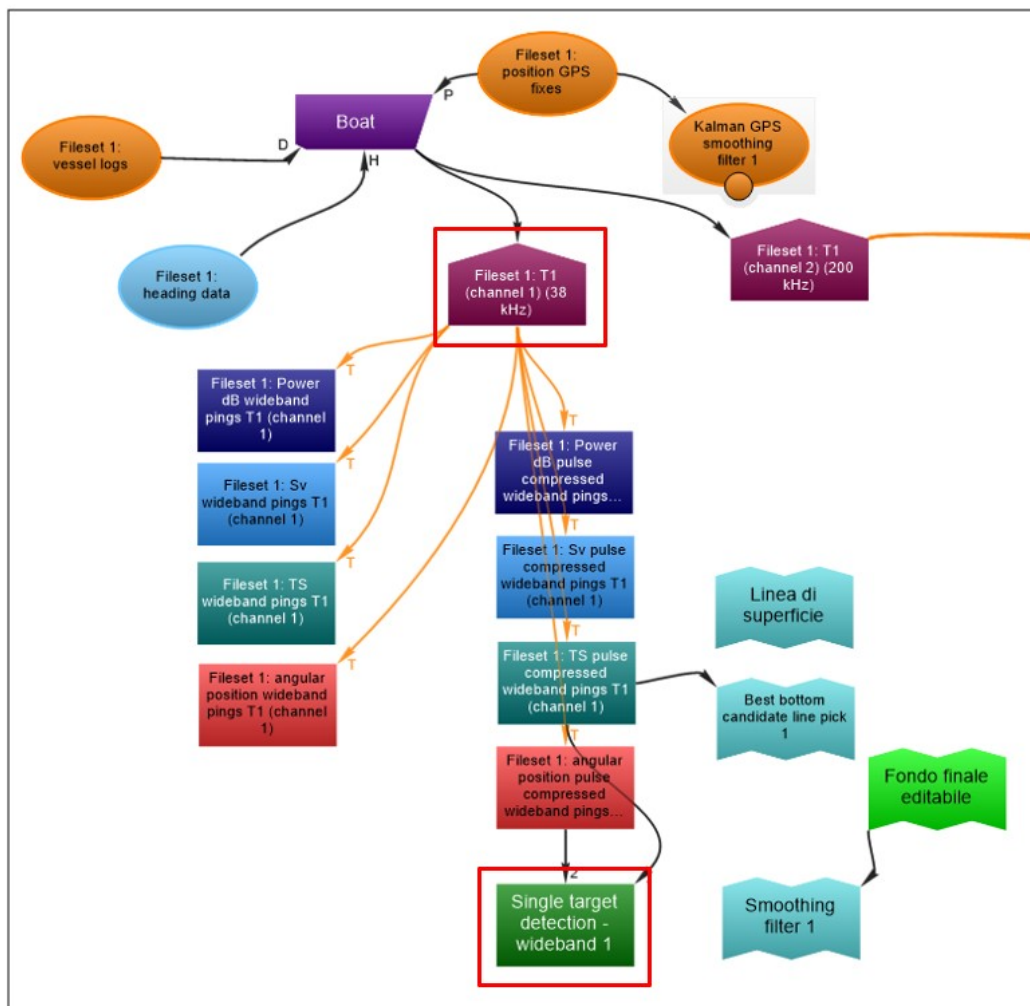 Fileset 1:
position GPS
fixes
P
Boat
Kalman GPS
smoothing
filter 1
Fileset 1:
vessel logs
D
H
Fileset 1: T1
(channel 2) (200
kHz)
Fileset 1:
heading data
Fileset 1: T1
(channel 1) (38
kHz)
T
Fileset 1: Power
dB wideband
pings T1 (channel
1)
T
Fileset 1: Sv
wideband pings T1
(channel 1)
T
Fileset 1: TS
wideband pings T1
(channel 1)
T
Fileset 1: angular
position wideband
pings T1 (channel
1)
T
Fileset 1: Power
dB pulse
compressed
wideband pings...
T
Fileset 1: Sv pulse
compressed
wideband pings T1
(channel 1)
T
Fileset 1: TS pulse
compressed
wideband pings T1
(channel 1)
T
Fileset 1: angular
position pulse
compressed
wideband pings...
2
Single target
detection -
wideband 1
Linea di
superficie
Best bottom
candidate line pick
1
Fondo finale
editabile
Smoothing
filter 1